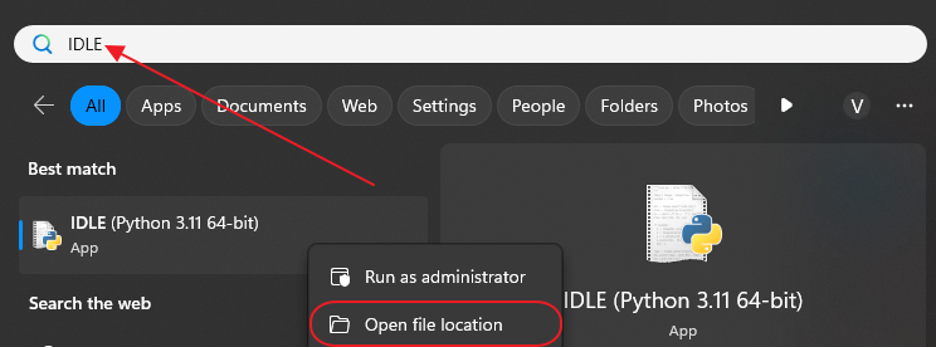 IDLE
All Apps Documents Web Settings People Folders Photos V
Best match
IDLE (Python 3.11 64-bit)
App
Run as administrator
IDLE (Python 3.11 64-bit)
Search the web
Open file location
App